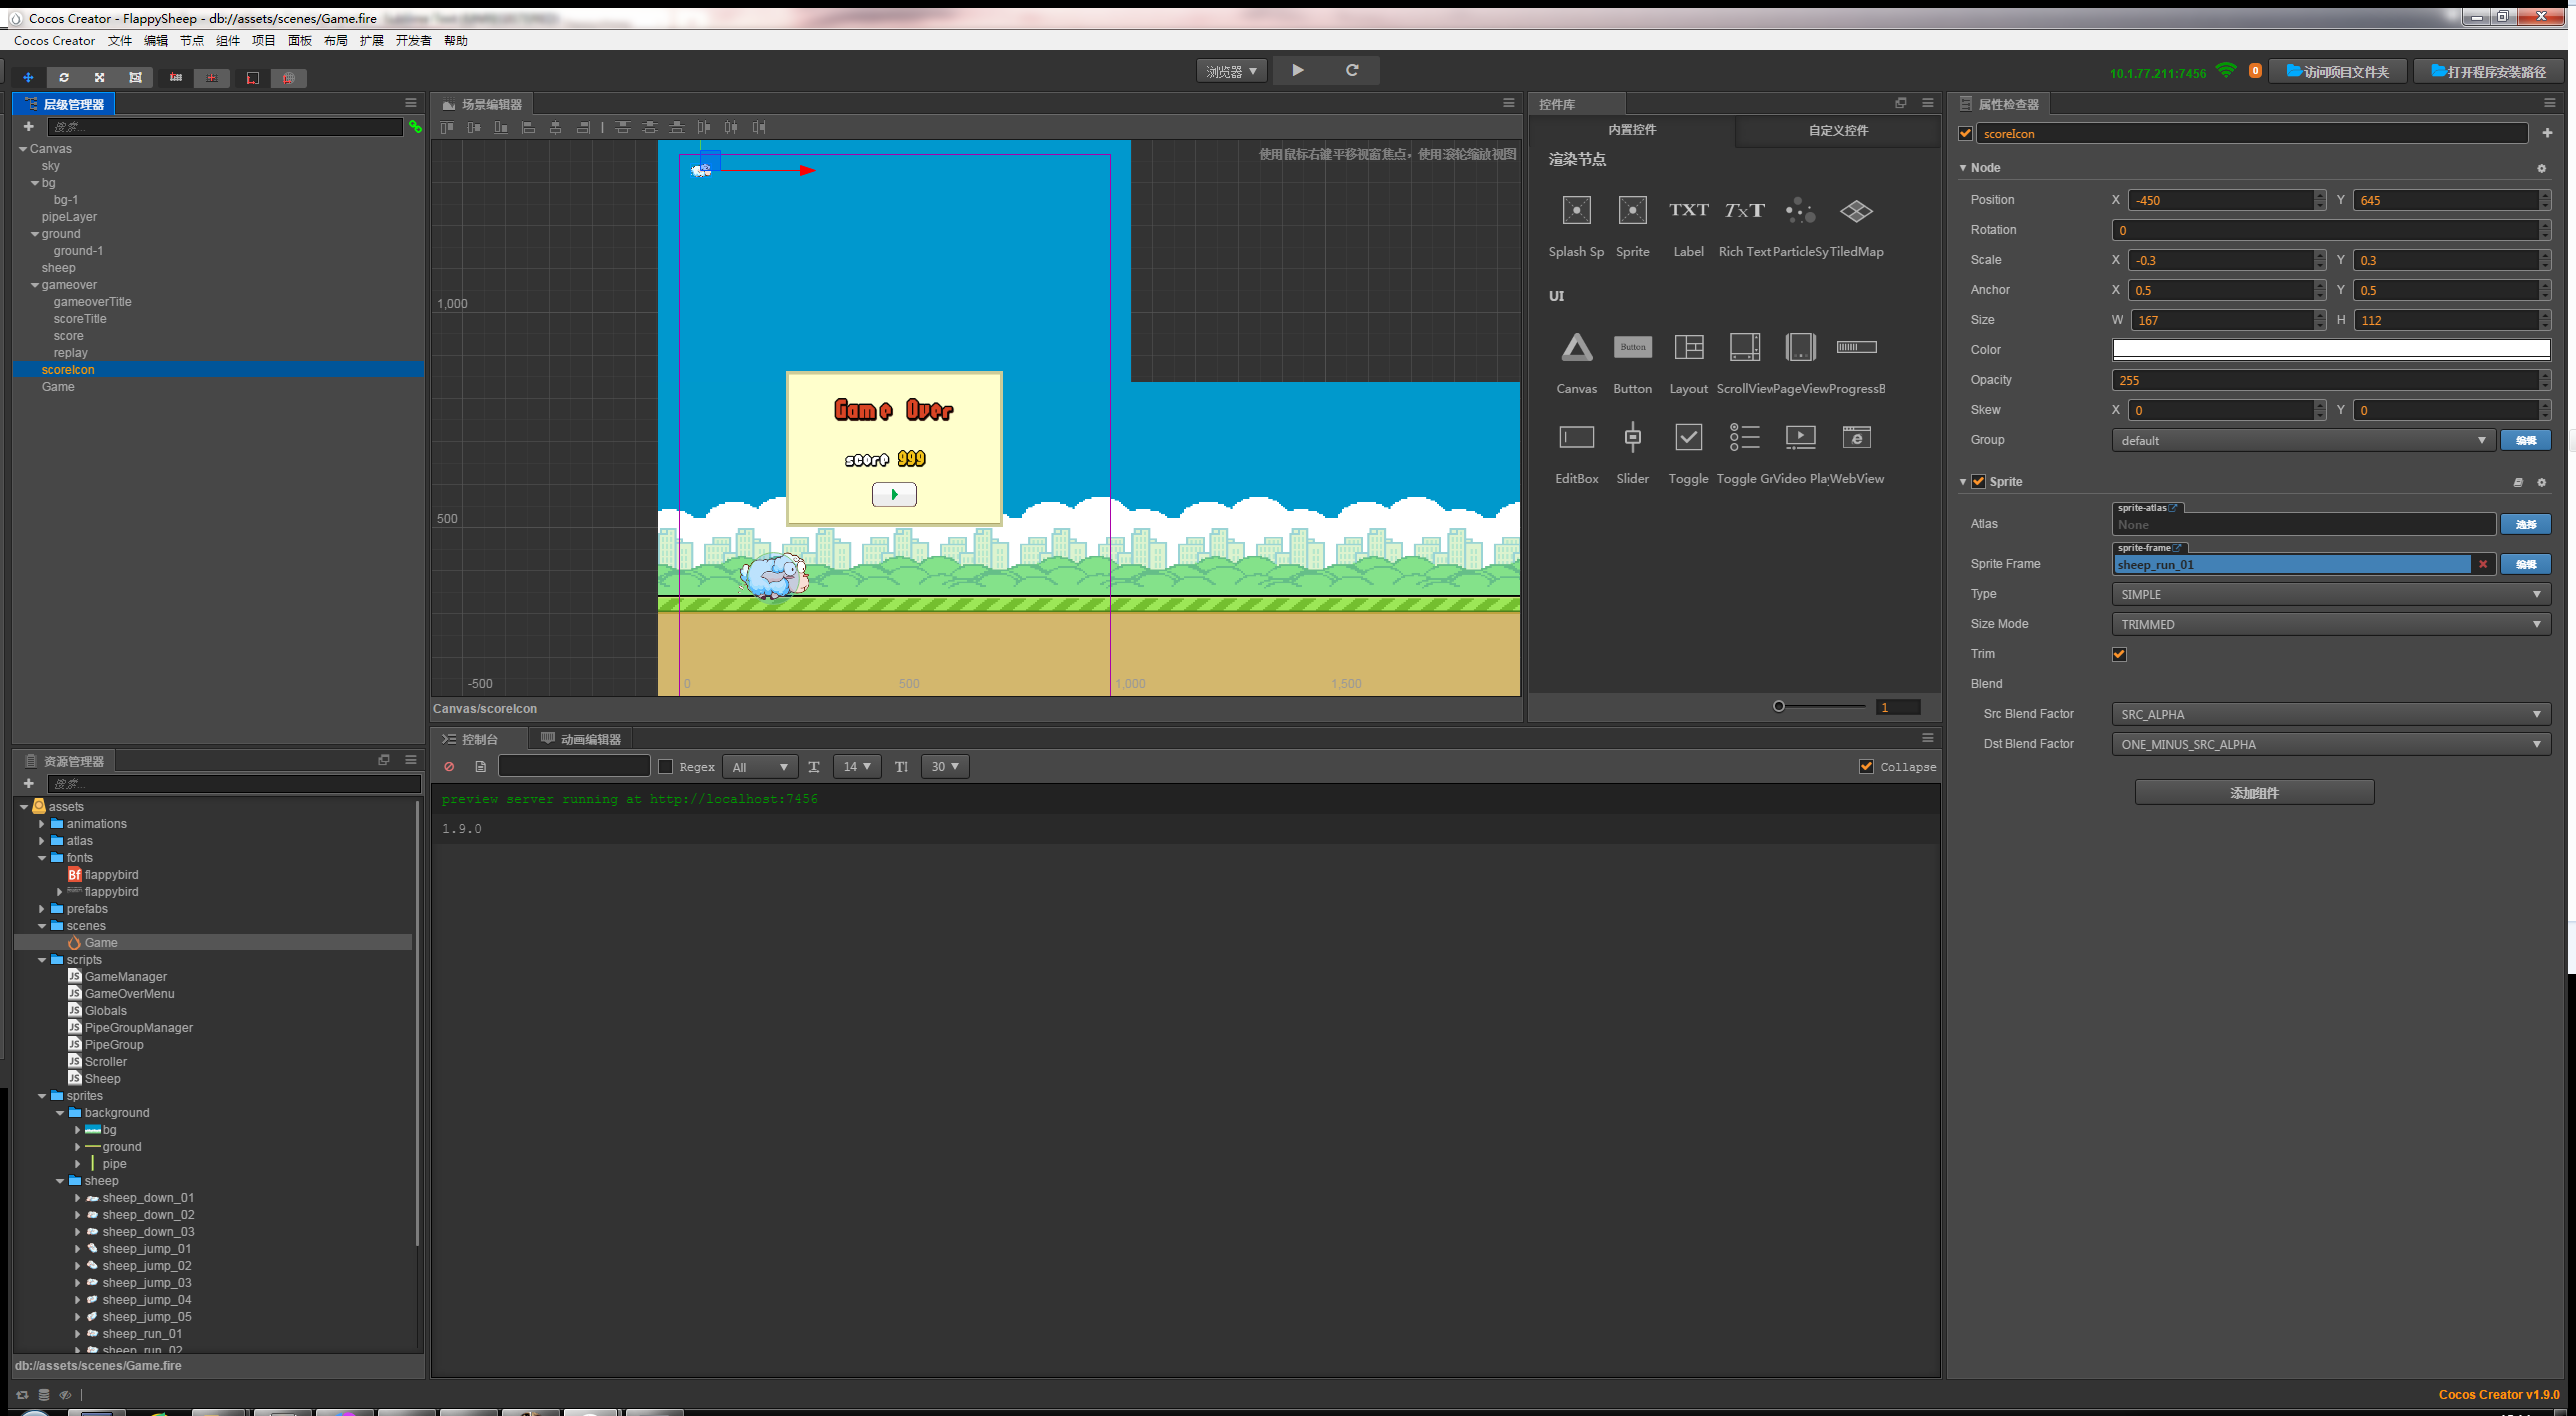 Cocos Creator - FlappySheep - db://assets/scenes/Game.fire
Cocos Creator 文件 编辑 节点 组件 项目 面板 布局 扩展 开发者 帮助
浏览器
10.1.77.211:7456 0 访问项目文件夹 打开程序安装路径
层级管理器
搜索...
Canvas
sky
bg
bg-1
pipeLayer
ground
ground-1
sheep
gameover
gameoverTitle
scoreTitle
score
replay
scoreIcon
Game
资源管理器
搜索...
assets
animations
atlas
fonts
Bf flappybird
flappybird
prefabs
scenes
Game
scripts
JS GameManager
JS GameOverMenu
JS Globals
JS PipeGroupManager
JS PipeGroup
JS Scroller
JS Sheep
sprites
background
bg
ground
pipe
sheep
sheep_down_01
sheep_down_02
sheep_down_03
sheep_jump_01
sheep_jump_02
sheep_jump_03
sheep_jump_04
sheep_jump_05
sheep_run_01
sheep_run_02
db://assets/scenes/Game.fire
场景编辑器
使用鼠标右键平移视窗焦点，使用滚轮缩放视图
1,000
500
Game Over
score 999
-500 0 500 1,000 1,500
Canvas/scoreIcon
控制台 动画编辑器
Regex All 14 30 Collapse
preview server running at http://localhost:7456
1.9.0
控件库
内置控件 自定义控件
渲染节点
TXT TXT
Splash Sp Sprite Label Rich Text ParticleSy TiledMap
UI
Button
Canvas Button Layout ScrollView PageView ProgressB
EditBox Slider Toggle Toggle Gr Video Pla WebView
1
属性检查器
scoreIcon
Node
Position X -450 Y 645
Rotation 0
Scale X -0.3 Y 0.3
Anchor X 0.5 Y 0.5
Size W 167 H 112
Color
Opacity 255
Skew X 0 Y 0
Group default 编辑
Sprite
sprite-atlas
Atlas None 选择
sprite-frame
Sprite Frame sheep_run_01 编辑
Type SIMPLE
Size Mode TRIMMED
Trim
Blend
Src Blend Factor SRC_ALPHA
Dst Blend Factor ONE_MINUS_SRC_ALPHA
添加组件
Cocos Creator v1.9.0